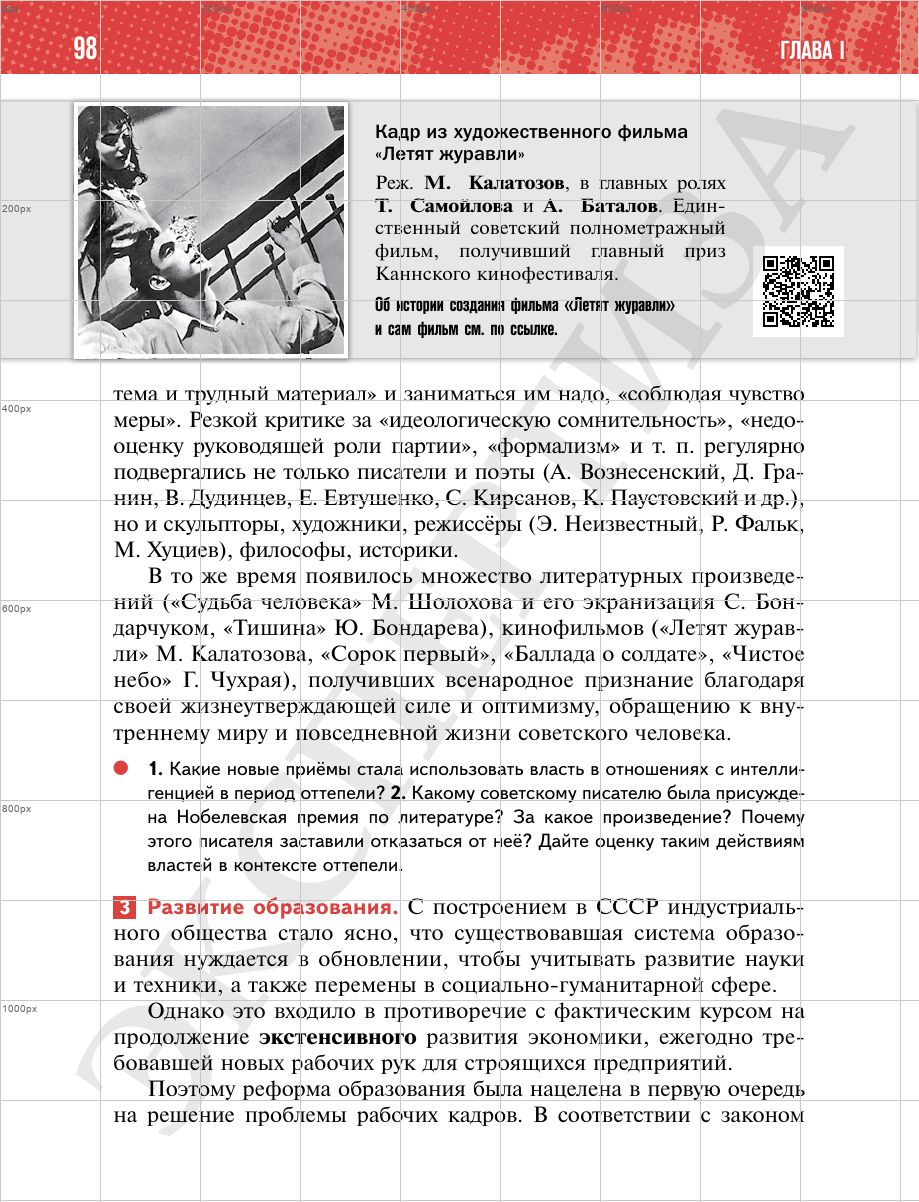 98
ГЛАВА I
Кадр из художественного фильма
«Летят журавли»
Реж. М. Калатозов, в главных ролях
Т. Самойлова и А. Баталов. Един-
ственный советский полнометражный
фильм, получивший главный приз
Каннского кинофестиваля.
Об истории создания фильма «Летят журавли»
и сам фильм см. по ссылке.
тема и трудный материал» и заниматься им надо, «соблюдая чувство
меры». Резкой критике за «идеологическую сомнительность», «недо-
оценку руководящей роли партии», «формализм» и т. п. регулярно
подвергались не только писатели и поэты (А. Вознесенский, Д. Гра-
нин, В. Дудинцев, Е. Евтушенко, С. Кирсанов, К. Паустовский и др.),
но и скульпторы, художники, режиссёры (Э. Неизвестный, Р. Фальк,
М. Хуциев), философы, историки.
В то же время появилось множество литературных произведе-
ний («Судьба человека» М. Шолохова и его экранизация С. Бон-
дарчуком, «Тишина» Ю. Бондарева), кинофильмов («Летят журав-
ли» М. Калатозова, «Сорок первый», «Баллада о солдате», «Чистое
небо» Г. Чухрая), получивших всенародное признание благодаря
своей жизнеутверждающей силе и оптимизму, обращению к вну-
треннему миру и повседневной жизни советского человека.
1. Какие новые приёмы стала использовать власть в отношениях с интелли-
генцией в период оттепели? 2. Какому советскому писателю была присужде-
на Нобелевская премия по литературе? За какое произведение? Почему
этого писателя заставили отказаться от неё? Дайте оценку таким действиям
властей в контексте оттепели.
3 Развитие образования. С построением в СССР индустриаль-
ного общества стало ясно, что существовавшая система образо-
вания нуждается в обновлении, чтобы учитывать развитие науки
и техники, а также перемены в социально-гуманитарной сфере.
Однако это входило в противоречие с фактическим курсом на
продолжение экстенсивного развития экономики, ежегодно тре-
бовавшей новых рабочих рук для строящихся предприятий.
Поэтому реформа образования была нацелена в первую очередь
на решение проблемы рабочих кадров. В соответствии с законом
ЭКСПЕРТИЗА
200px
400px
600px
800px
1000px